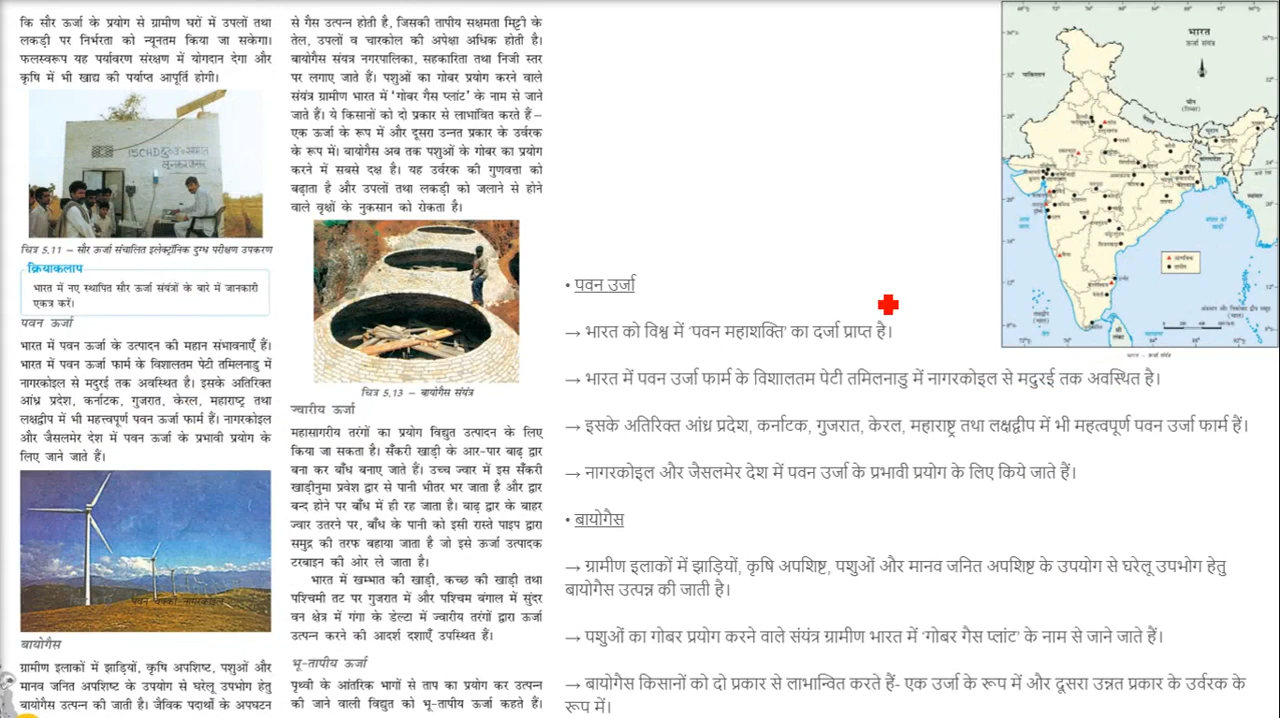 कि सौर ऊर्जा के प्रयोग से ग्रामीण घरों में उपलों तथा
लकड़ी पर निर्भरता को न्यूनतम किया जा सकेगा।
फलस्वरूप यह पर्यावरण संरक्षण में योगदान देगा और
कृषि में भी खाद्य की पर्याप्त आपूर्ति होगी।
चित्र 5.11 – सौर ऊर्जा संचालित इलेक्ट्रॉनिक दुग्ध परीक्षण उपकरण
क्रियाकलाप
भारत में नए स्थापित सौर ऊर्जा संयंत्रों के बारे में जानकारी
एकत्र करें।
पवन ऊर्जा
भारत में पवन ऊर्जा के उत्पादन की महान संभावनाएँ हैं।
भारत में पवन ऊर्जा फार्म के विशालतम पेटी तमिलनाडु में
नागरकोइल से मदुरई तक अवस्थित है। इसके अतिरिक्त
आंध्र प्रदेश, कर्नाटक, गुजरात, केरल, महाराष्ट्र तथा
लक्षद्वीप में भी महत्त्वपूर्ण पवन ऊर्जा फार्म हैं। नागरकोइल
और जैसलमेर देश में पवन ऊर्जा के प्रभावी प्रयोग के
लिए जाने जाते हैं।
बायोगैस
ग्रामीण इलाकों में झाड़ियों, कृषि अपशिष्ट, पशुओं और
मानव जनित अपशिष्ट के उपयोग से घरेलू उपभोग हेतु
बायोगैस उत्पन्न की जाती है। जैविक पदार्थों के अपघटन
से गैस उत्पन्न होती है, जिसकी तापीय सक्षमता मिट्टी के
तेल, उपलों व चारकोल की अपेक्षा अधिक होती है।
बायोगैस संयत्र नगरपालिका, सहकारिता तथा निजी स्तर
पर लगाए जाते हैं। पशुओं का गोबर प्रयोग करने वाले
संयंत्र ग्रामीण भारत में 'गोबर गैस प्लांट' के नाम से जाने
जाते हैं। ये किसानों को दो प्रकार से लाभांवित करते हैं –
एक ऊर्जा के रूप में और दूसरा उन्नत प्रकार के उर्वरक
के रूप में। बायोगैस अब तक पशुओं के गोबर का प्रयोग
करने में सबसे दक्ष है। यह उर्वरक की गुणवत्ता को
बढ़ाता है और उपलों तथा लकड़ी को जलाने से होने
वाले वृक्षों के नुकसान को रोकता है।
चित्र 5.13 – बायोगैस संयंत्र
ज्वारीय ऊर्जा
महासागरीय तरंगों का प्रयोग विद्युत उत्पादन के लिए
किया जा सकता है। सँकरी खाड़ी के आर-पार बाढ़ द्वार
बना कर बाँध बनाए जाते हैं। उच्च ज्वार में इस सँकरी
खाड़ीनुमा प्रवेश द्वार से पानी भीतर भर जाता है और द्वार
बन्द होने पर बाँध में ही रह जाता है। बाढ़ द्वार के बाहर
ज्वार उतरने पर, बाँध के पानी को इसी रास्ते पाइप द्वारा
समुद्र की तरफ बहाया जाता है जो इसे ऊर्जा उत्पादक
टरबाइन की ओर ले जाता है।
भारत में खम्भात की खाड़ी, कच्छ की खाड़ी तथा
पश्चिमी तट पर गुजरात में और पश्चिम बंगाल में सुंदर
वन क्षेत्र में गंगा के डेल्टा में ज्वारीय तरंगों द्वारा ऊर्जा
उत्पन्न करने की आदर्श दशाएँ उपस्थित हैं।
भू-तापीय ऊर्जा
पृथ्वी के आंतरिक भागों से ताप का प्रयोग कर उत्पन्न
की जाने वाली विद्युत को भू-तापीय ऊर्जा कहते हैं।
भारत
ऊर्जा संयंत्र
पाकिस्तान
चीन
• पवन उर्जा
→ भारत को विश्व में 'पवन महाशक्ति' का दर्जा प्राप्त है।
→ भारत में पवन उर्जा फार्म के विशालतम पेटी तमिलनाडु में नागरकोइल से मदुरई तक अवस्थित है।
→ इसके अतिरिक्त आंध्र प्रदेश, कर्नाटक, गुजरात, केरल, महाराष्ट्र तथा लक्षद्वीप में भी महत्वपूर्ण पवन उर्जा फार्म हैं।
→ नागरकोइल और जैसलमेर देश में पवन उर्जा के प्रभावी प्रयोग के लिए किये जाते हैं।
• बायोगैस
→ ग्रामीण इलाकों में झाड़ियों, कृषि अपशिष्ट, पशुओं और मानव जनित अपशिष्ट के उपयोग से घरेलू उपभोग हेतु
बायोगैस उत्पन्न की जाती है।
→ पशुओं का गोबर प्रयोग करने वाले संयंत्र ग्रामीण भारत में 'गोबर गैस प्लांट' के नाम से जाने जाते हैं।
→ बायोगैस किसानों को दो प्रकार से लाभान्वित करते हैं- एक उर्जा के रूप में और दूसरा उन्नत प्रकार के उर्वरक के
रूप में।